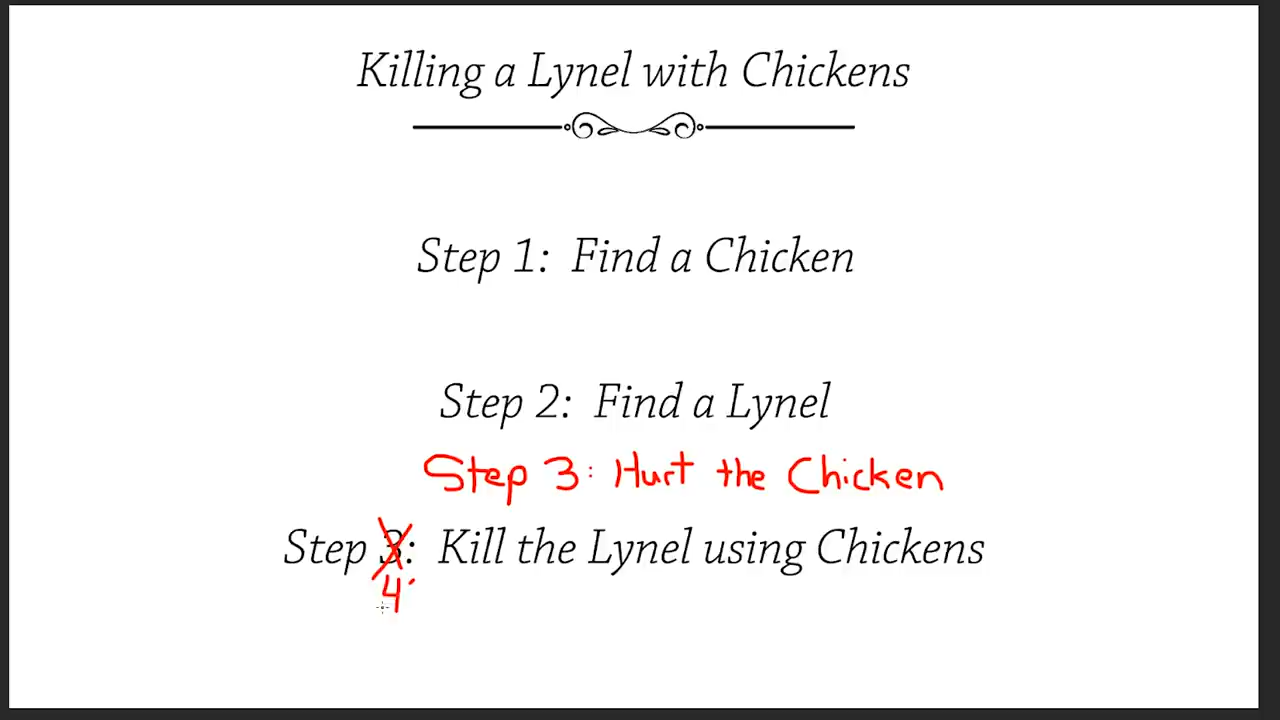 Killing a Lynel with Chickens
Step 1: Find a Chicken
Step 2: Find a Lynel
Step 3: Hurt the Chicken
Step 3: Kill the Lynel using Chickens
4